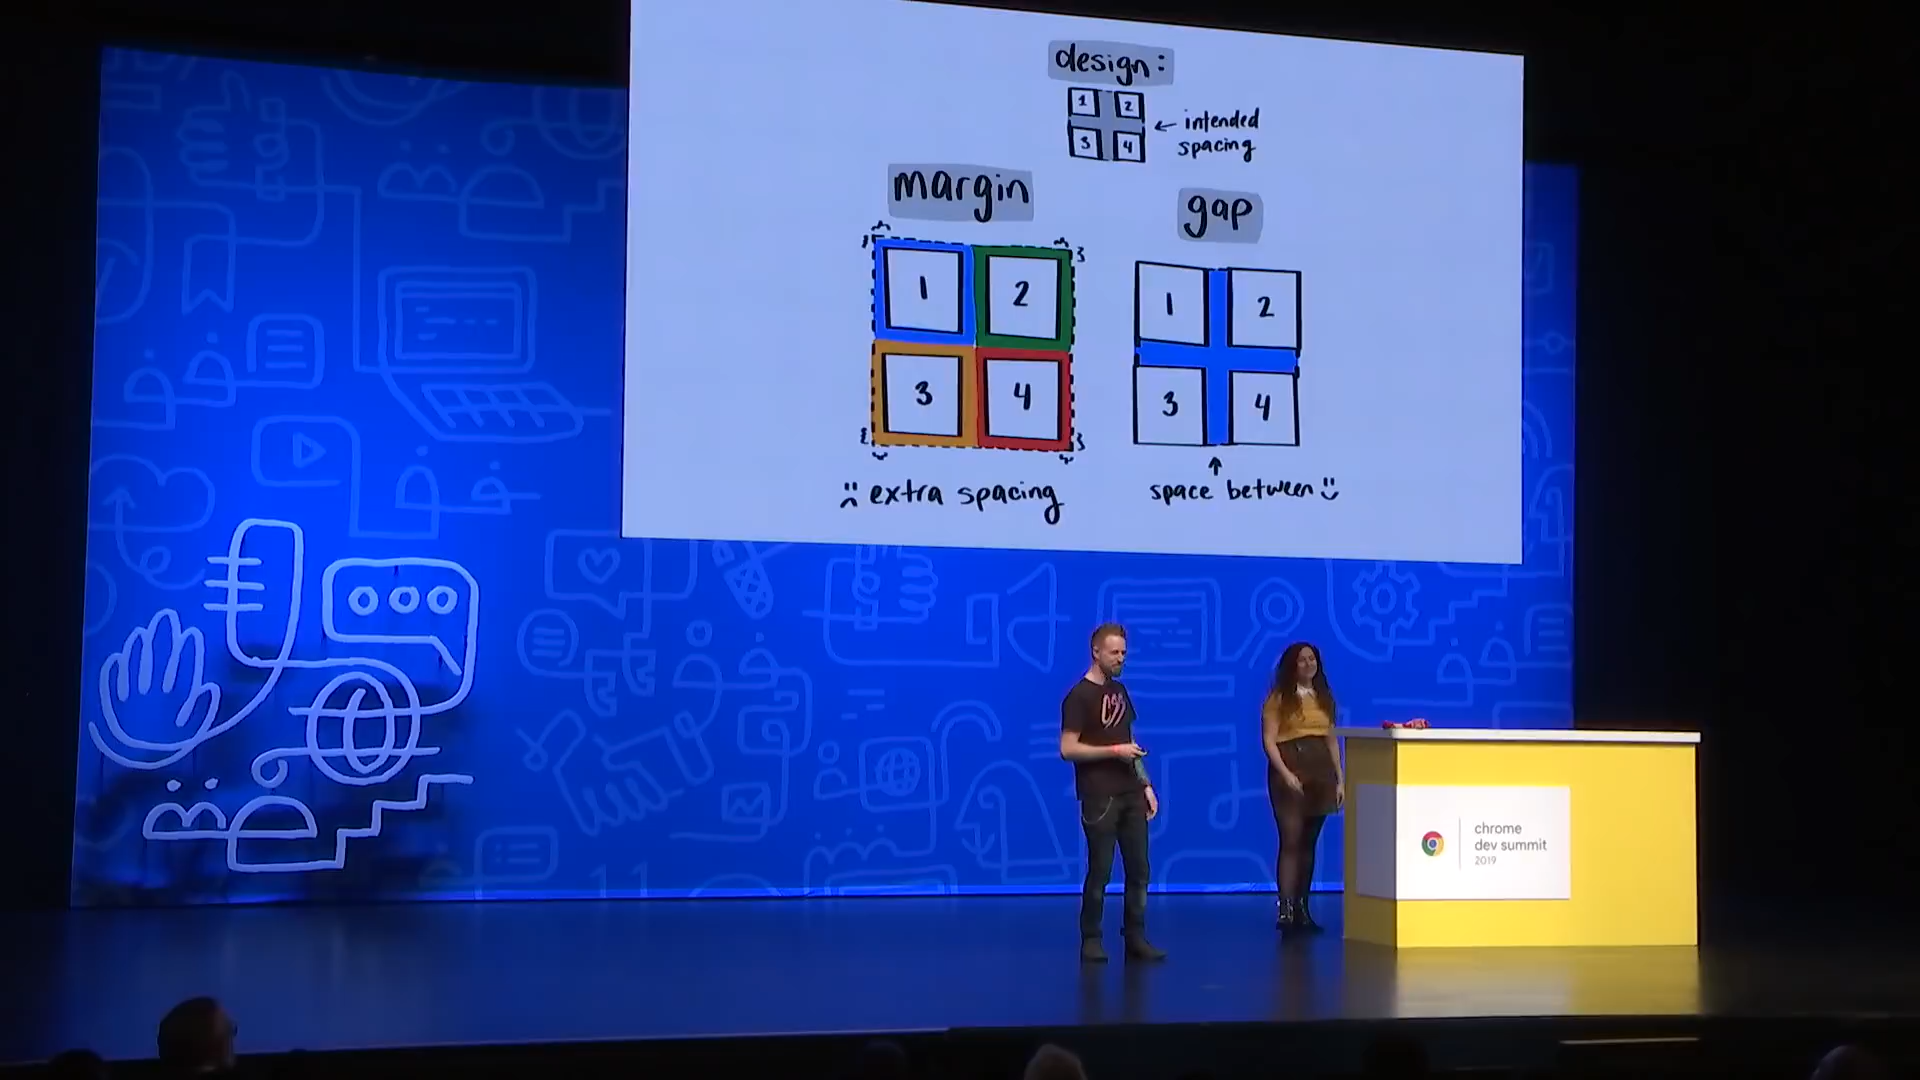 design:
1 2
3 4
← intended
spacing
margin
1 2
3 4
extra spacing
gap
1 2
3 4
↑
space between
CSS
chrome
dev summit
2019